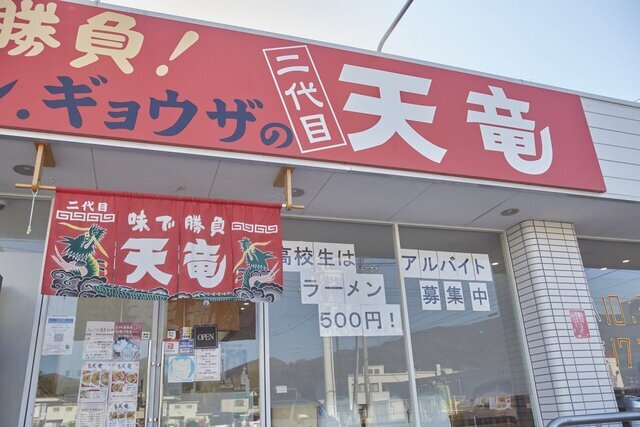 勝負!
ン.ギョウザの
二代目
天竜
二代目
味で勝負
天竜
高校生は
ラーメン
500円!
アルバイト
募集中
OPEN